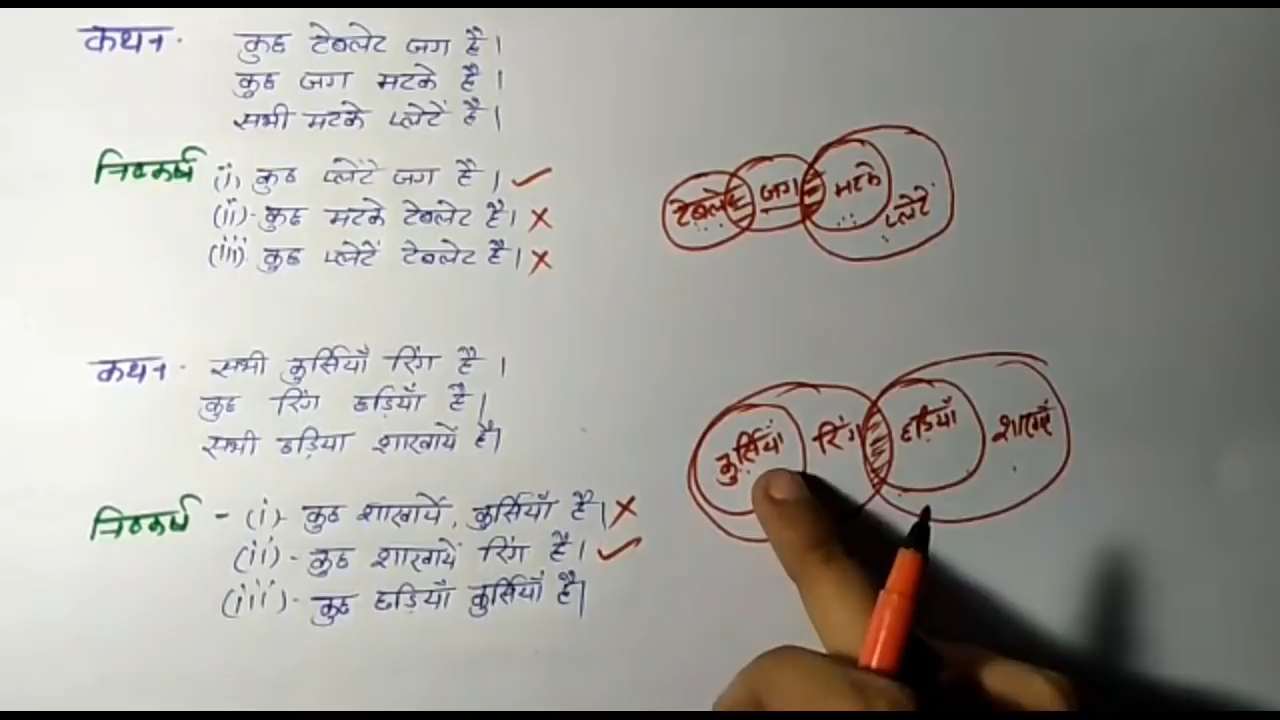 कथन- कुछ टेबलेट जग है।
कुछ जग मटके है।
सभी मटके प्लेटें है।
निष्कर्ष (i) कुछ प्लेंटें जग है। ✓
(ii)- कुछ मटके टेबलेट है। ✗
(iii)- कुछ प्लेटें टेबलेट है। ✗
टेबलेट जग मटके प्लेटें
कथन- सभी कुर्सियाँ रिंग है।
कुछ रिंग छड़ियाँ है।
सभी छड़िया शाखायें है।
निष्कर्ष - (i)- कुछ शाखायें, कुर्सियाँ है। ✗
(ii)- कुछ शाखायें रिंग है। ✓
(iii)- कुछ छड़ियाँ कुर्सियाँ है।
कुर्सियाँ रिंग छड़ियाँ